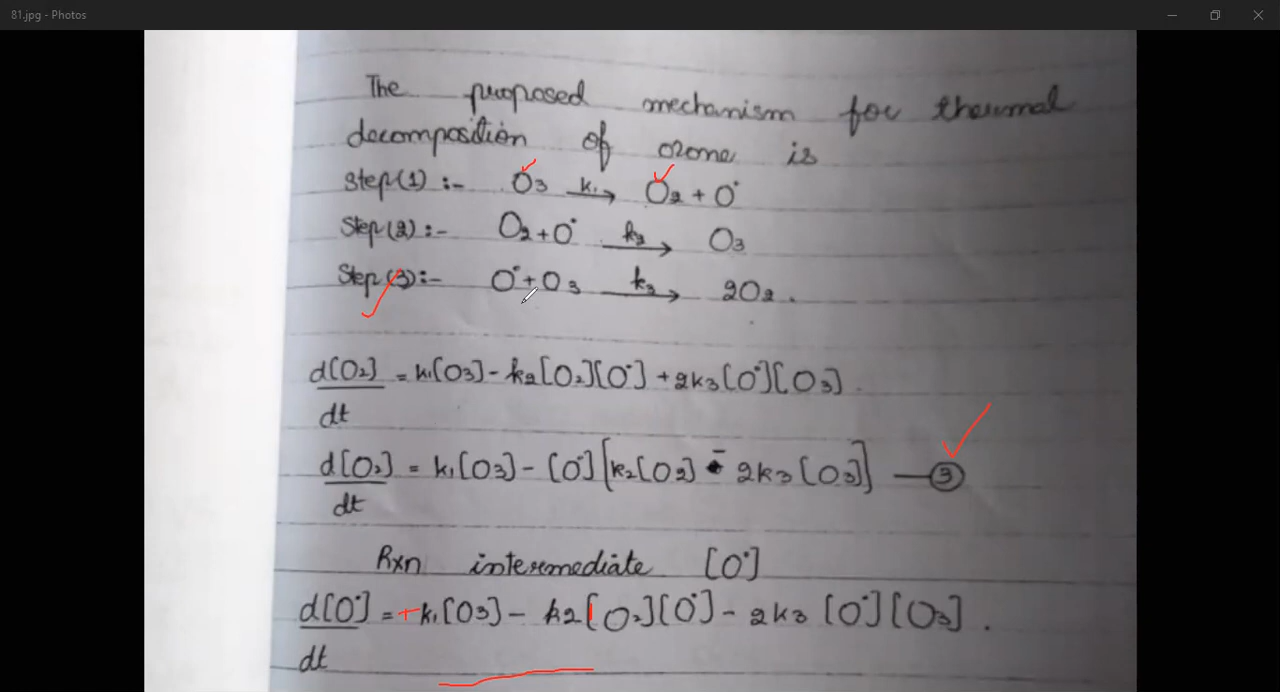 81.jpg - Photos
The proposed mechanism for thermal
decomposition of ozone is
Step(1) :- O3 k1→ O2 + O•
Step(2) :- O2 + O• k2→ O3
Step(3) :- O• + O3 k3→ 2O2.
d[O2]/dt = k1[O3] - k2[O2][O•] + 2k3[O•][O3].
d[O2]/dt = k1[O3] - [O•][k2[O2] - 2k3[O3]] — 3
Rxn intermediate [O•]
d[O•]/dt = +k1[O3] - k2[O2][O•] - 2k3 [O•][O3].